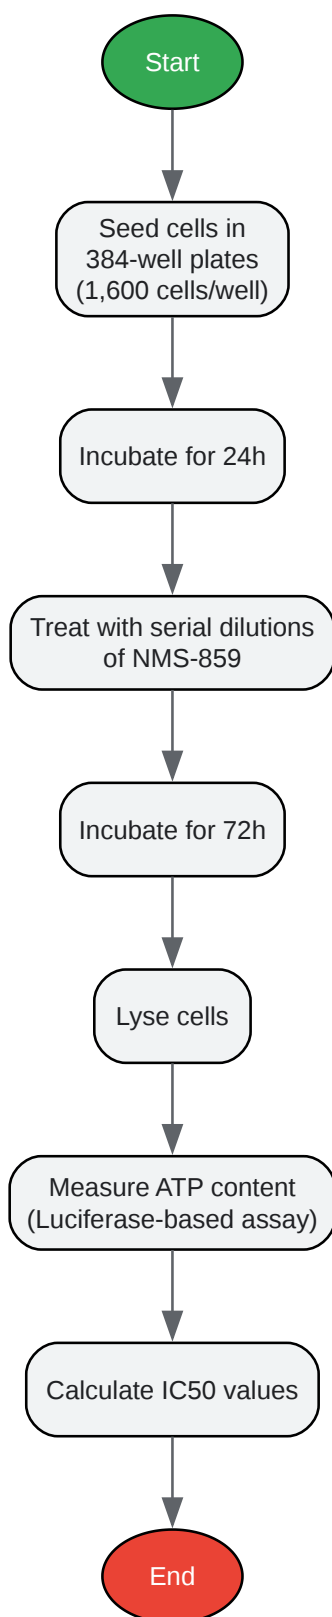 Start
Seed cells in
384-well plates
(1,600 cells/well)
Incubate for 24h
Treat with serial dilutions
of NMS-859
Incubate for 72h
Lyse cells
Measure ATP content
(Luciferase-based assay)
Calculate IC50 values
End